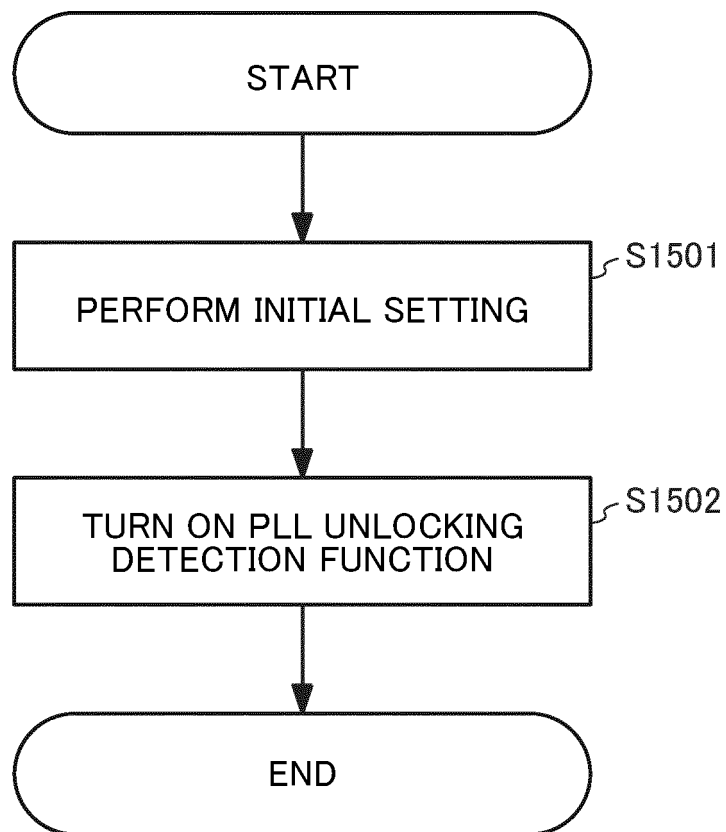 START
S1501
PERFORM INITIAL SETTING
S1502
TURN ON PLL UNLOCKING
DETECTION FUNCTION
END